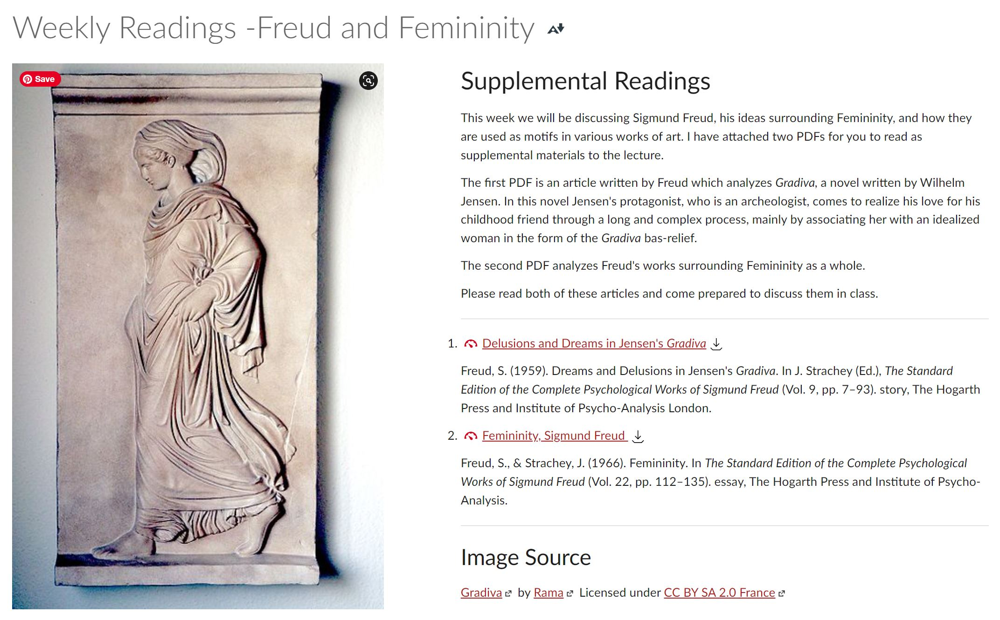 Weekly Readings -Freud and Femininity
Save
Supplemental Readings
This week we will be discussing Sigmund Freud, his ideas surrounding Femininity, and how they
are used as motifs in various works of art. I have attached two PDFs for you to read as
supplemental materials to the lecture.
The first PDF is an article written by Freud which analyzes Gradiva, a novel written by Wilhelm
Jensen. In this novel Jensen's protagonist, who is an archeologist, comes to realize his love for his
childhood friend through a long and complex process, mainly by associating her with an idealized
woman in the form of the Gradiva bas-relief.
The second PDF analyzes Freud's works surrounding Femininity as a whole.
Please read both of these articles and come prepared to discuss them in class.
1. Delusions and Dreams in Jensen's Gradiva
Freud, S. (1959). Dreams and Delusions in Jensen's Gradiva. In J. Strachey (Ed.), The Standard
Edition of the Complete Psychological Works of Sigmund Freud (Vol. 9, pp. 7–93). story, The Hogarth
Press and Institute of Psycho-Analysis London.
2. Femininity, Sigmund Freud
Freud, S., & Strachey, J. (1966). Femininity. In The Standard Edition of the Complete Psychological
Works of Sigmund Freud (Vol. 22, pp. 112–135). essay, The Hogarth Press and Institute of Psycho-
Analysis.
Image Source
Gradiva by Rama Licensed under CC BY SA 2.0 France